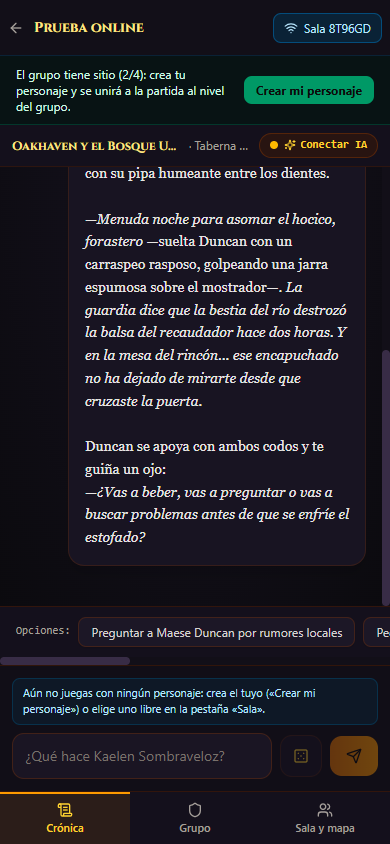 Prueba online
Sala 8T96GD
El grupo tiene sitio (2/4): crea tu
personaje y se unirá a la partida al nivel
del grupo.
Crear mi personaje
Oakhaven y el Bosque U... · Taberna ...
Conectar IA
con su pipa humeante entre los dientes.
—Menuda noche para asomar el hocico,
forastero —suelta Duncan con un
carraspeo rasposo, golpeando una jarra
espumosa sobre el mostrador—. La
guardia dice que la bestia del río destrozó
la balsa del recaudador hace dos horas. Y
en la mesa del rincón... ese encapuchado
no ha dejado de mirarte desde que
cruzaste la puerta.
Duncan se apoya con ambos codos y te
guiña un ojo:
—¿Vas a beber, vas a preguntar o vas a
buscar problemas antes de que se enfríe el
estofado?
Opciones:
Preguntar a Maese Duncan por rumores locales
Pe
Aún no juegas con ningún personaje: crea el tuyo («Crear mi
personaje») o elige uno libre en la pestaña «Sala».
¿Qué hace Kaelen Sombraveloz?
Crónica
Grupo
Sala y mapa